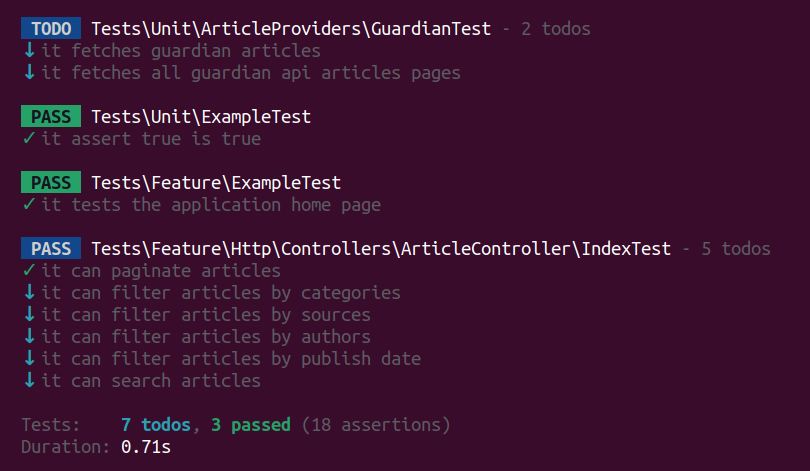 TODO Tests\Unit\ArticleProviders\GuardianTest - 2 todos
↓ it fetches guardian articles
↓ it fetches all guardian api articles pages
PASS Tests\Unit\ExampleTest
✓ it assert true is true
PASS Tests\Feature\ExampleTest
✓ it tests the application home page
PASS Tests\Feature\Http\Controllers\ArticleController\IndexTest - 5 todos
✓ it can paginate articles
↓ it can filter articles by categories
↓ it can filter articles by sources
↓ it can filter articles by authors
↓ it can filter articles by publish date
↓ it can search articles
Tests: 7 todos, 3 passed (18 assertions)
Duration: 0.71s